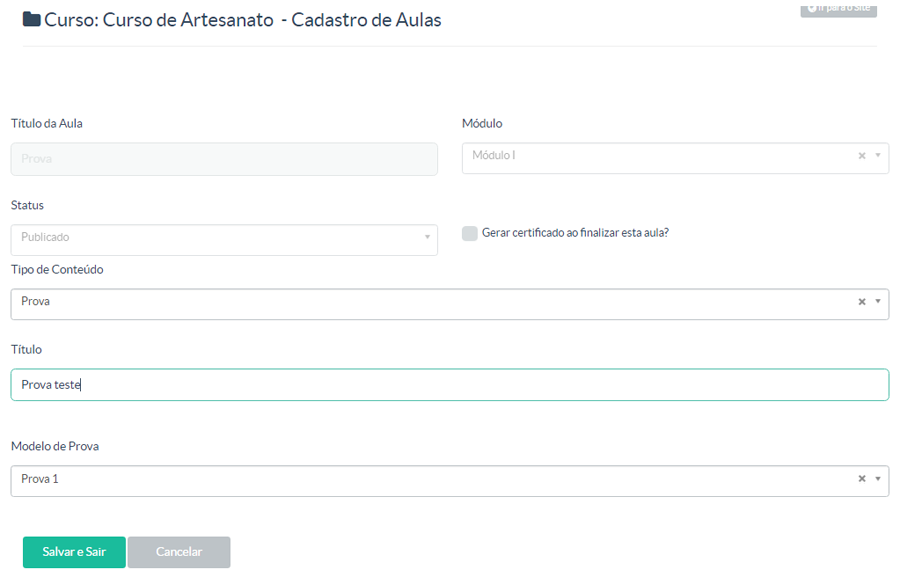 Curso: Curso de Artesanato - Cadastro de Aulas
Ir para o Site
Título da Aula
Módulo
Prova
Módulo I
Status
Publicado
Gerar certificado ao finalizar esta aula?
Tipo de Conteúdo
Prova
Título
Prova teste
Modelo de Prova
Prova 1
Salvar e Sair
Cancelar